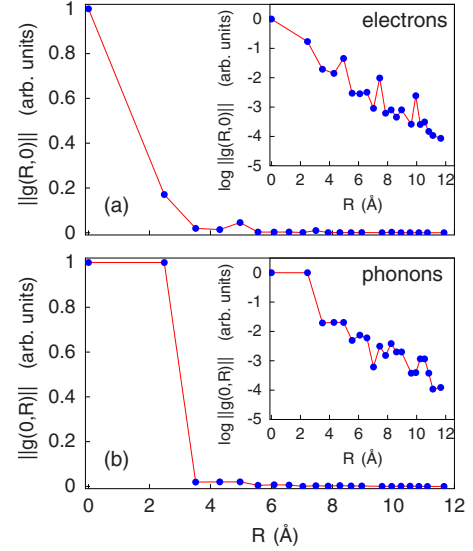 1
0.8
0.6
0.4
0.2
0
||g(R,0)|| (arb. units)
(a)
electrons
0
-1
-2
-3
-4
-5
log ||g(R,0)|| (arb. units)
0 2 4 6 8 10 12
R (Å)
1
0.8
0.6
0.4
0.2
0
||g(0,R)|| (arb. units)
(b)
phonons
0
-1
-2
-3
-4
-5
log ||g(0,R)|| (arb. units)
0 2 4 6 8 10 12
R (Å)
0 2 4 6 8 10 12
R (Å)